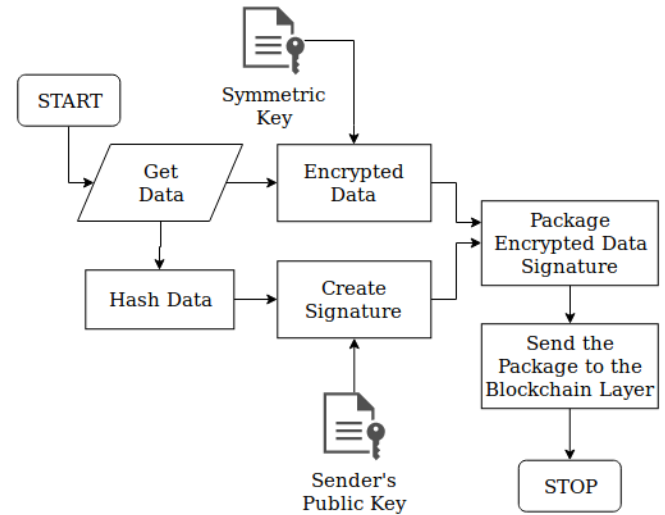 Symmetric
Key
START
Get
Data
Encrypted
Data
Package
Encrypted Data
Signature
Hash Data
Create
Signature
Send the
Package to the
Blockchain Layer
Sender's
Public Key
STOP